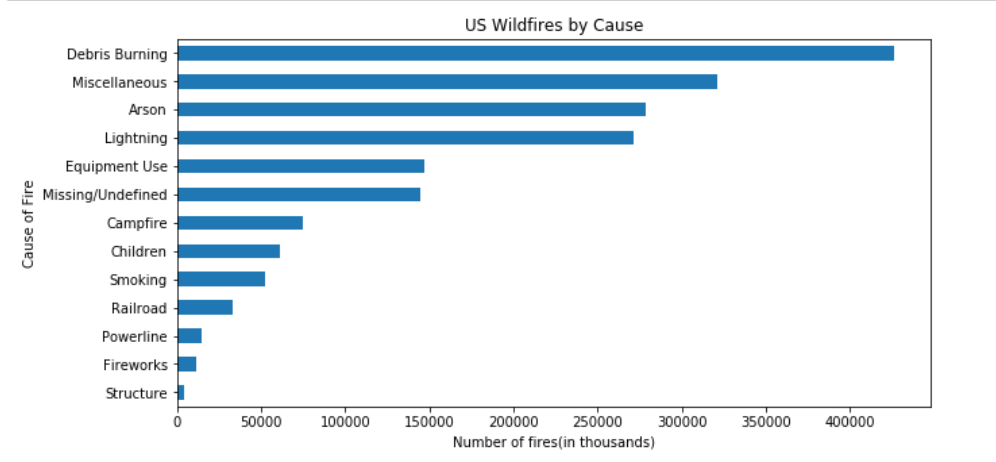 US Wildfires by Cause
Debris Burning
Miscellaneous
Arson
Lightning
Equipment Use
Missing/Undefined
Campfire
Children
Smoking
Railroad
Powerline
Fireworks
Structure
Cause of Fire
0 50000 100000 150000 200000 250000 300000 350000 400000
Number of fires(in thousands)